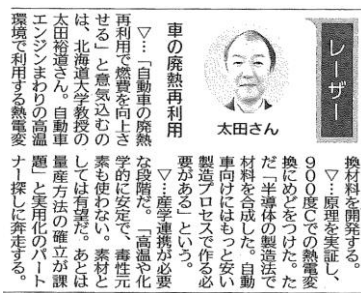 レーザー
太田さん
車の廃熱再利用
▽…「自動車の廃熱
再利用で燃費を向上さ
せる」と意気込むの
は、北海道大学教授の
太田裕道さん。自動車
エンジンまわりの高温
環境で利用する熱電変
換材料を開発する。
▽…原理を実証し、
900度Cでの熱電変
換にめどをつけた。た
だ「半導体の製造法で
材料を合成した。自動
車向けにはもっと安い
製造プロセスで作る必
要がある」という。
▽…産学連携が必要
な段階だ。「高温や化
学的に安定で、毒性元
素も使わない。素材と
しては有望だ。あとは
量産方法の確立が課
題」と実用化のパート
ナー探しに奔走する。